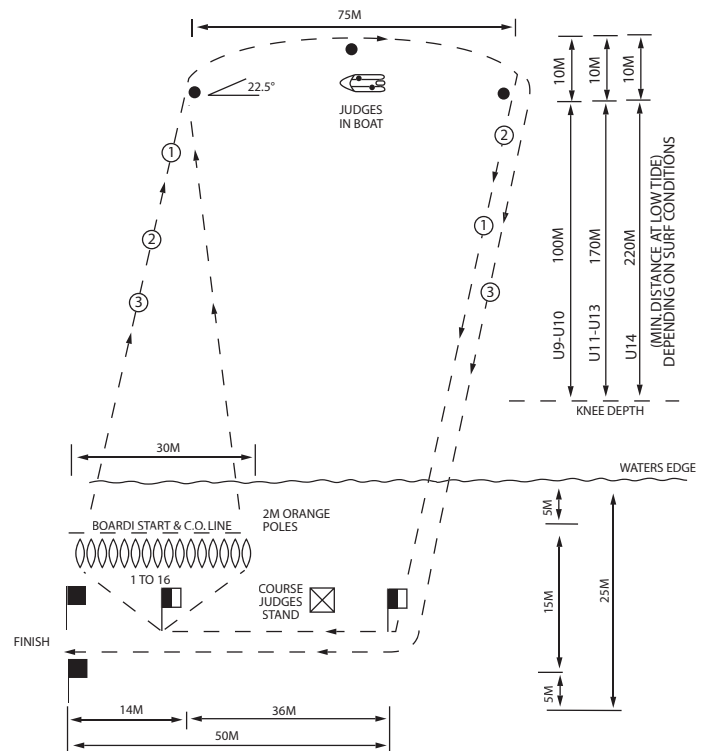 75M
10M
10M
10M
22.5°
JUDGES
IN BOAT
1
2
2
1
3
3
100M
170M
220M
U9-U10
U11-U13
U14
(MIN. DISTANCE AT LOW TIDE)
DEPENDING ON SURF CONDITIONS
KNEE DEPTH
30M
WATERS EDGE
BOARDI START & C.O. LINE
2M ORANGE
POLES
1 TO 16
COURSE
JUDGES
STAND
5M
15M
25M
5M
FINISH
14M
36M
50M